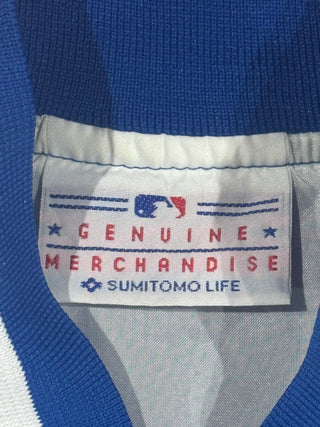 GENUINE
MERCHANDISE
SUMITOMO LIFE